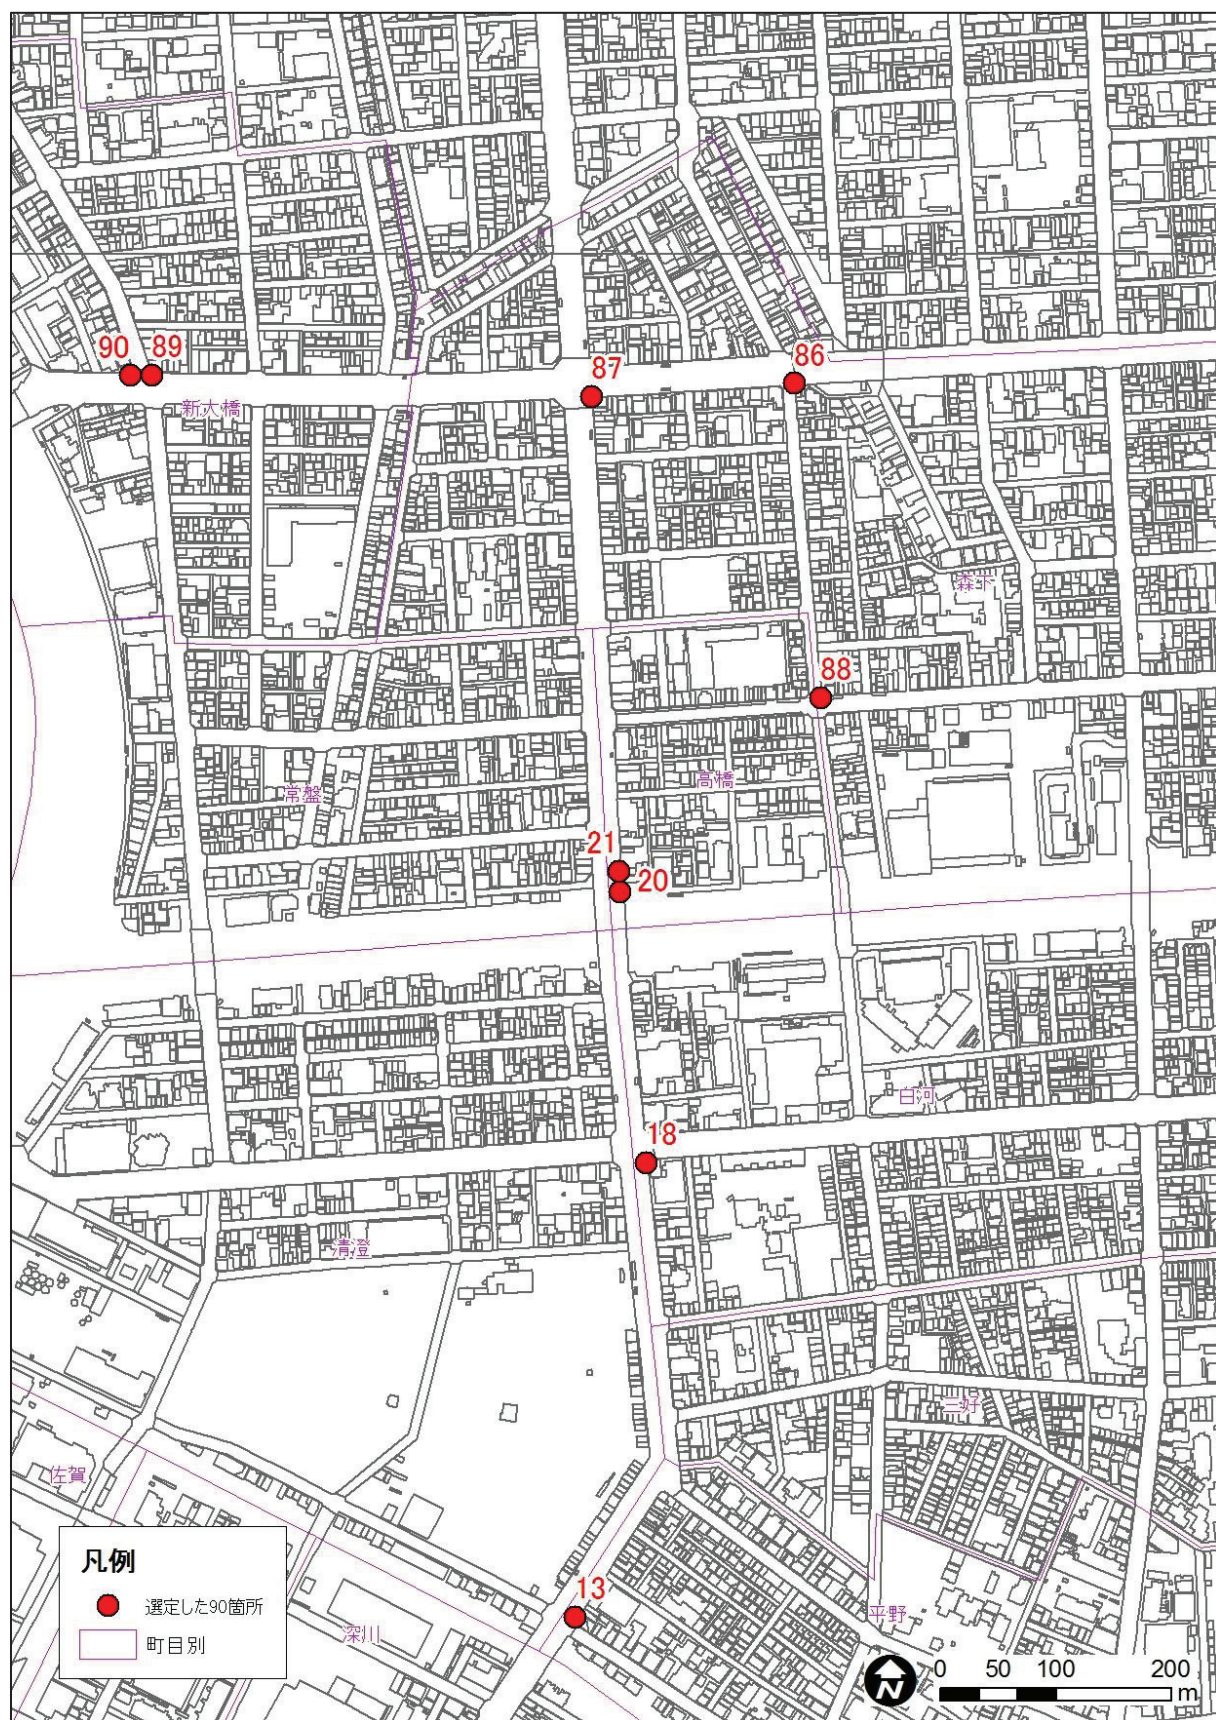 90 89
87
86
新大橋
森下
88
常盤
高橋
21
20
白河
18
清澄
三好
佐賀
凡例
選定した90箇所
町目別
13
深川
平野
N
0 50 100 200
m